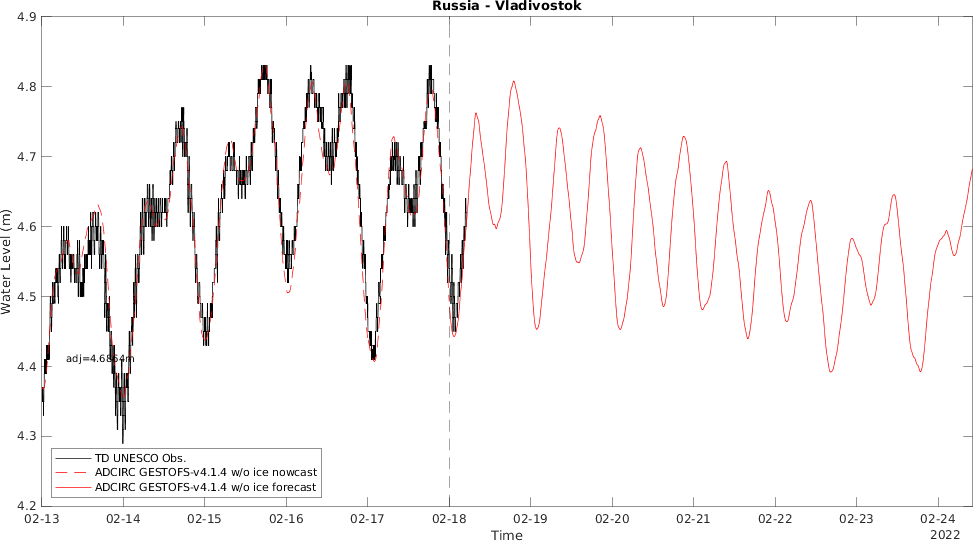 Russia - Vladivostok
4.9
4.8
4.7
4.6
4.5
4.4
4.3
4.2
Water Level (m)
adj=4.6864m
TD UNESCO Obs.
ADCIRC GESTOFS-v4.1.4 w/o ice nowcast
ADCIRC GESTOFS-v4.1.4 w/o ice forecast
02-13 02-14 02-15 02-16 02-17 02-18 02-19 02-20 02-21 02-22 02-23 02-24
2022
Time